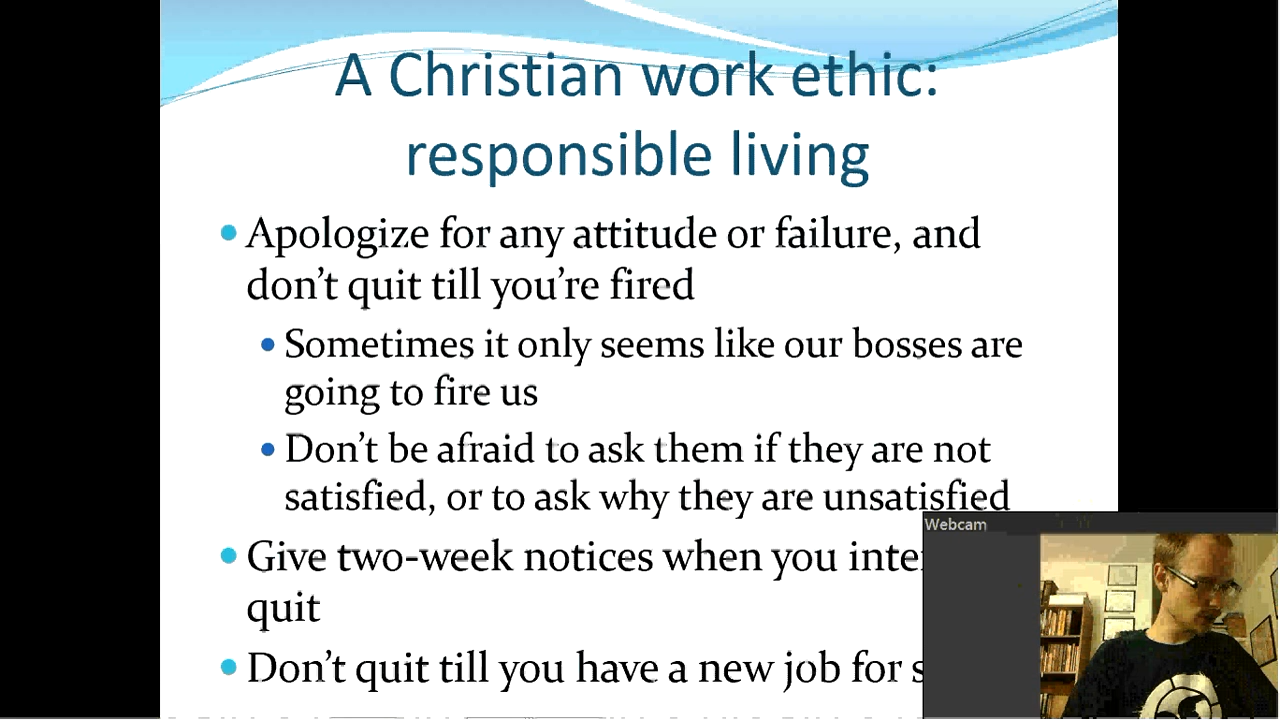 A Christian work ethic:
responsible living
Apologize for any attitude or failure, and
don't quit till you're fired
Sometimes it only seems like our bosses are
going to fire us
Don't be afraid to ask them if they are not
satisfied, or to ask why they are unsatisfied
Webcam
Give two-week notices when you
quit
Don't quit till you have a new job for